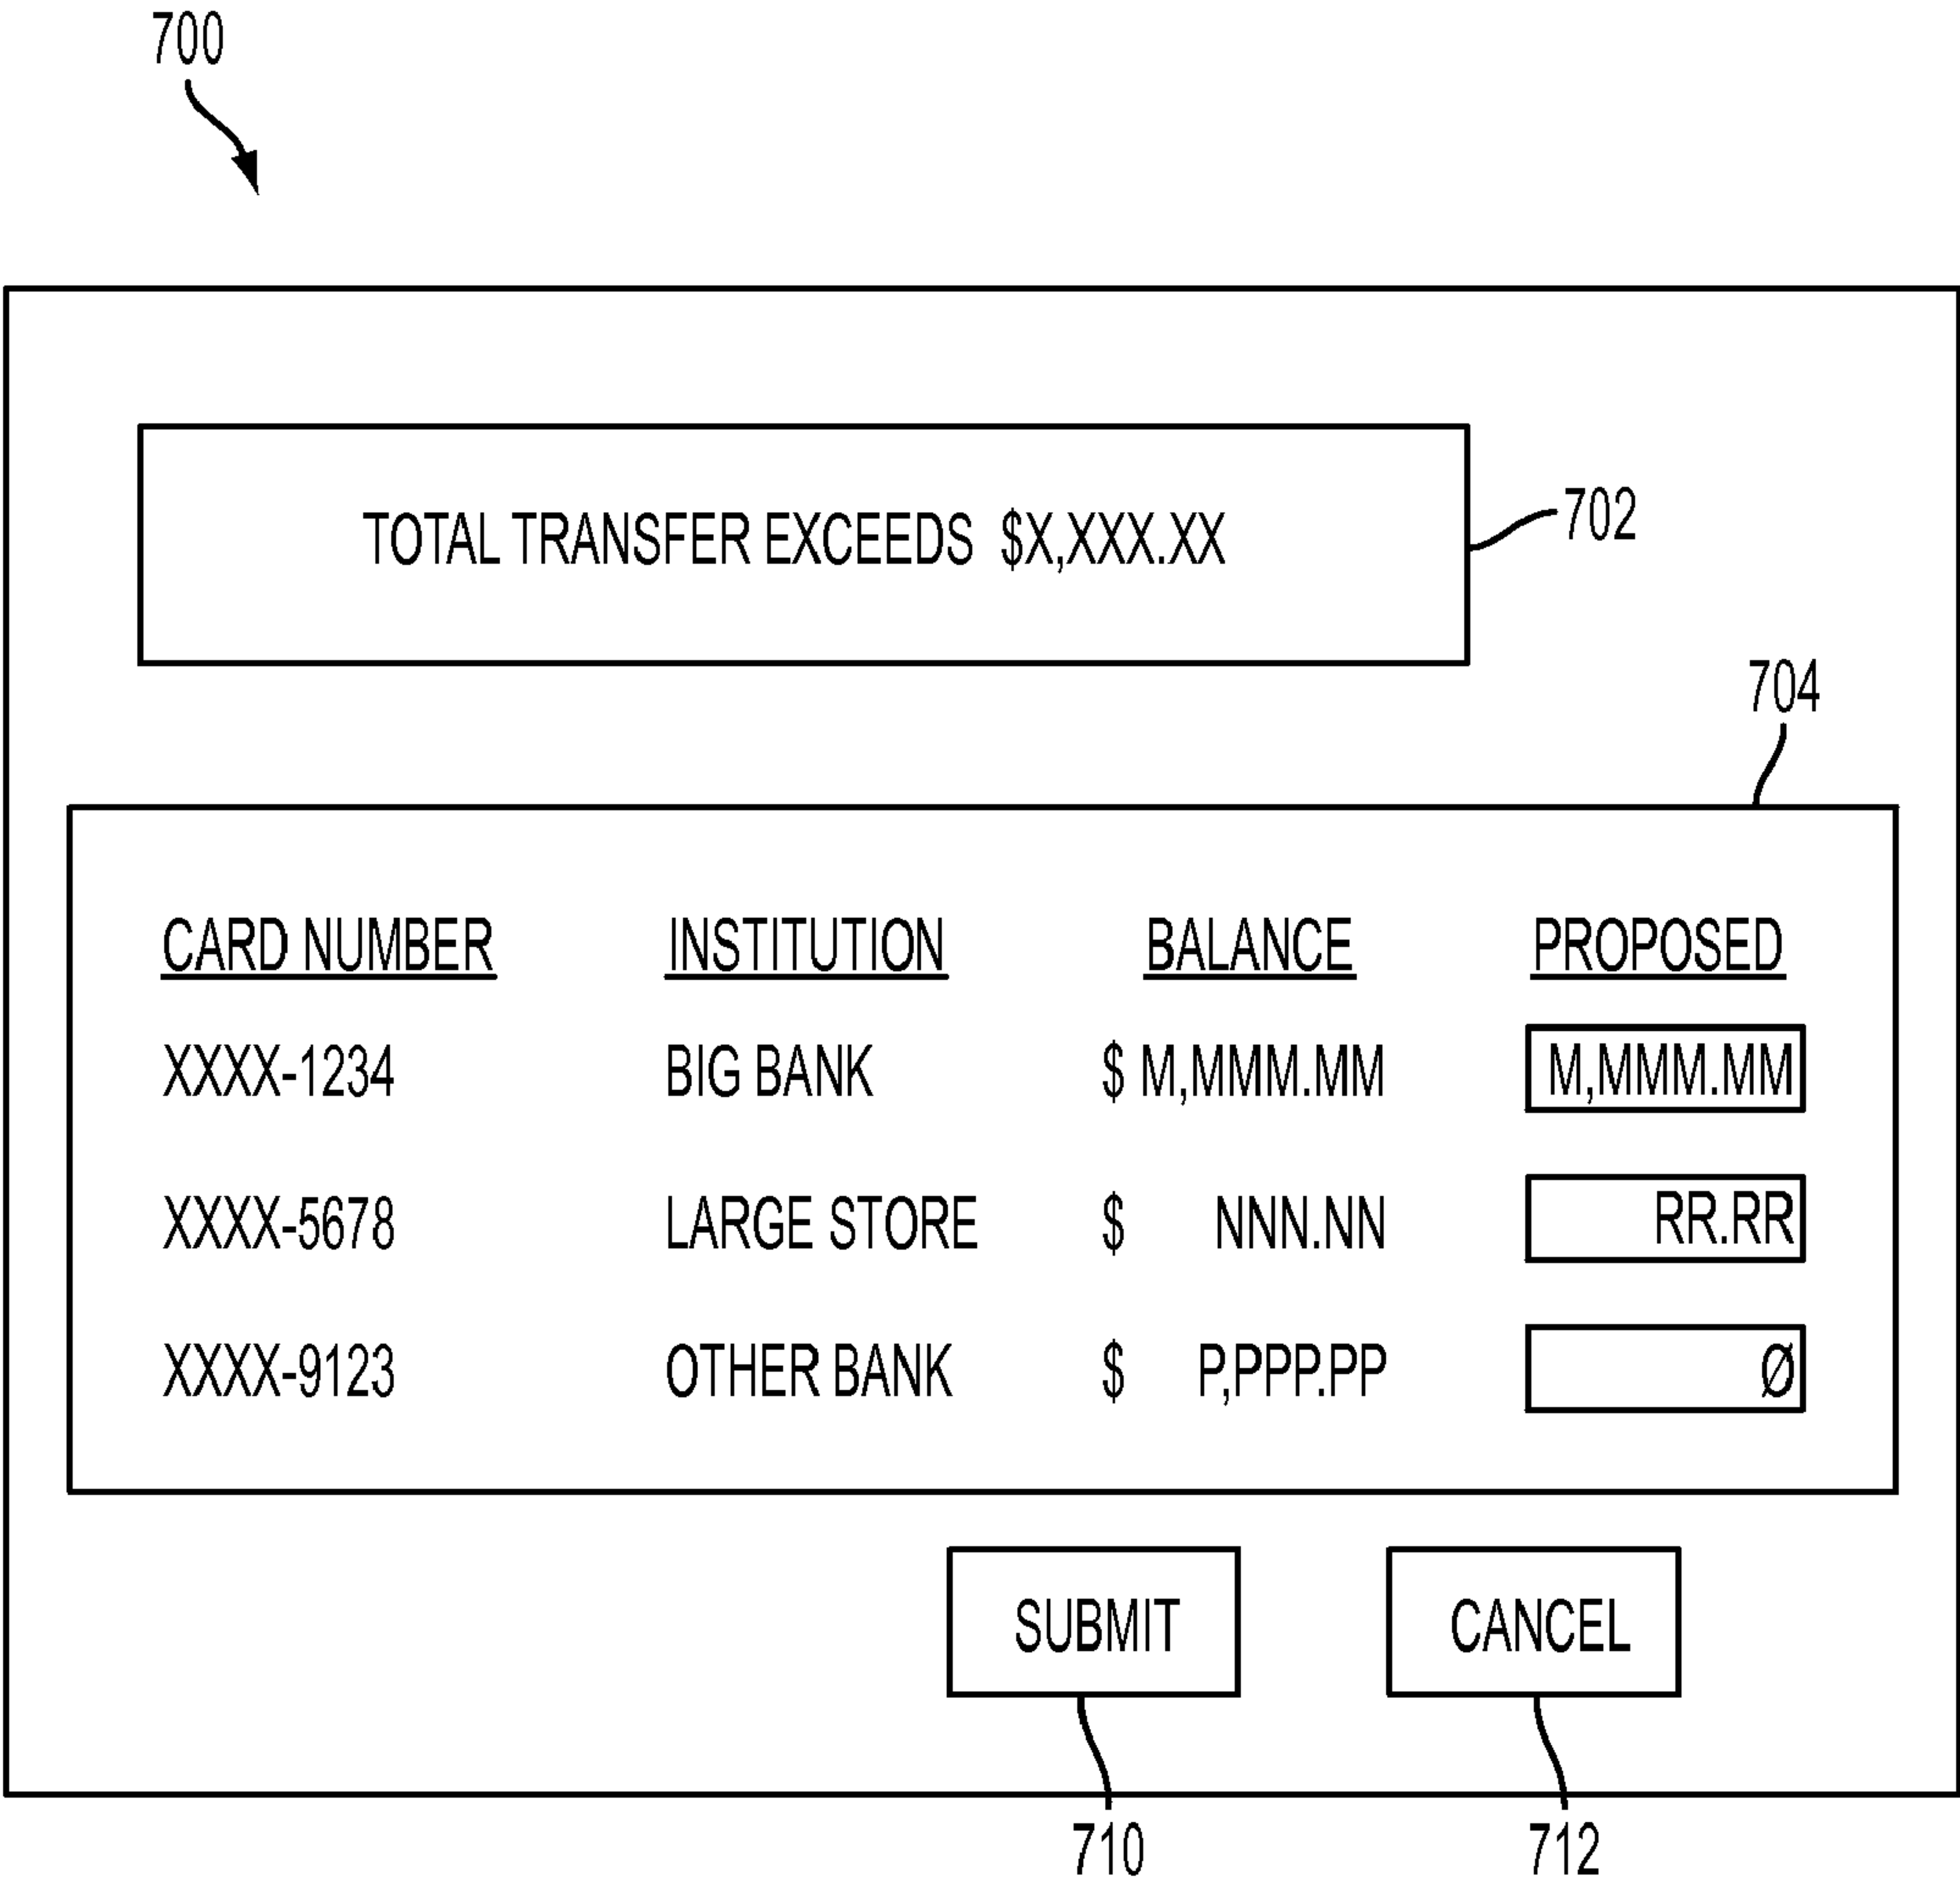 700
TOTAL TRANSFER EXCEEDS $X,XXX.XX
702
704
CARD NUMBER INSTITUTION BALANCE PROPOSED
XXXX-1234 BIG BANK $ M,MMM.MM M,MMM.MM
XXXX-5678 LARGE STORE $ NNN.NN RR.RR
XXXX-9123 OTHER BANK $ P,PPP.PP Ø
SUBMIT CANCEL
710 712